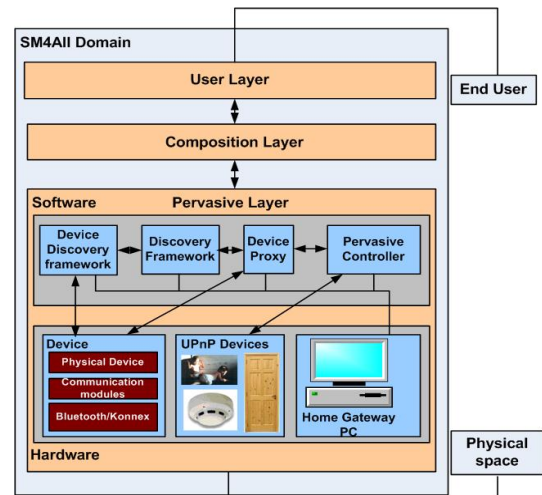 SM4All Domain
User Layer
End User
Composition Layer
Software
Pervasive Layer
Device
Discovery
framework
Discovery
Framework
Device
Proxy
Pervasive
Controller
Device
Physical Device
Communication
modules
Bluetooth/Konnex
UPnP Devices
Home Gateway
PC
Hardware
Physical
space